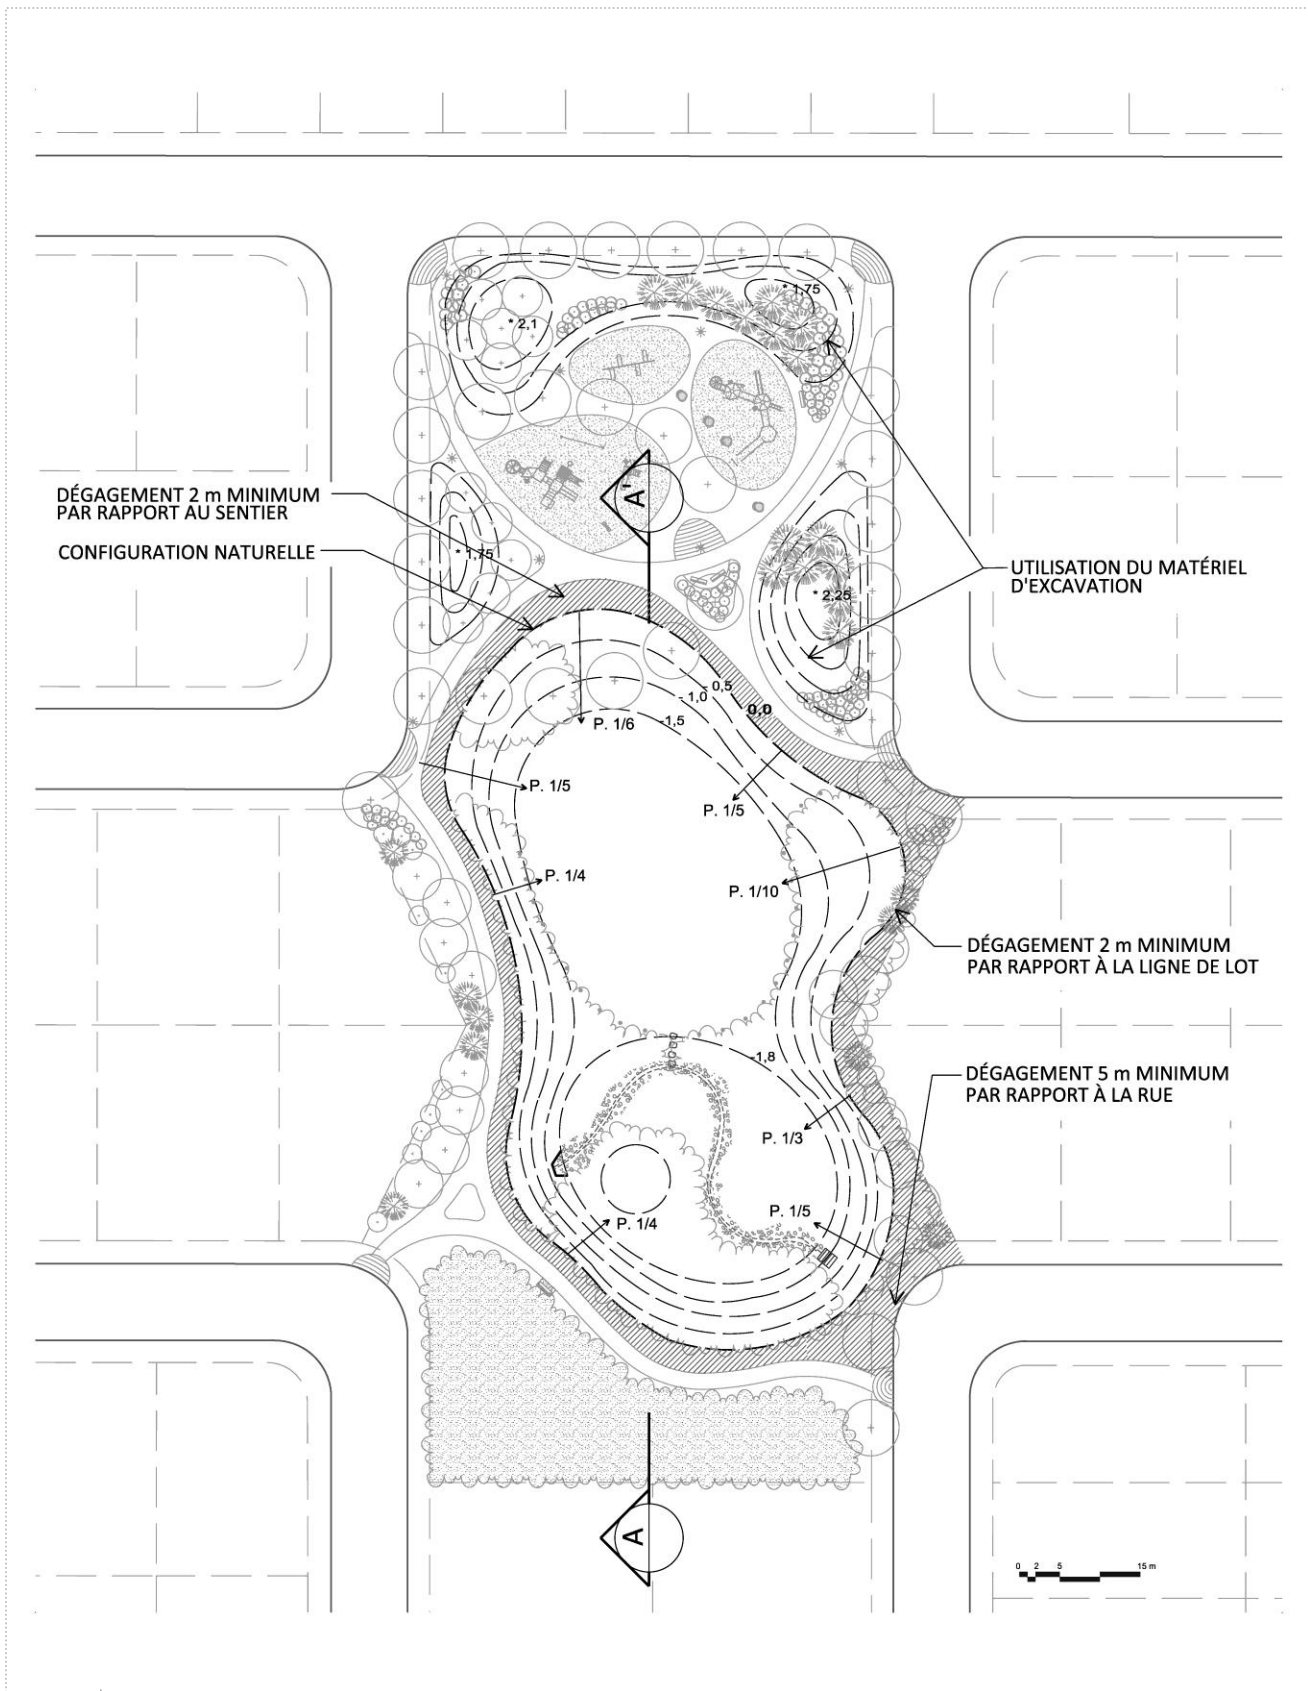 * 1,75
* 2,1
A'
DÉGAGEMENT 2 m MINIMUM
PAR RAPPORT AU SENTIER
CONFIGURATION NATURELLE
* 1,75
UTILISATION DU MATÉRIEL
D'EXCAVATION
* 2,25
- 0,5
- 1,0
0,0
-1,5
P. 1/6
P. 1/5
P. 1/5
P. 1/4
P. 1/10
DÉGAGEMENT 2 m MINIMUM
PAR RAPPORT À LA LIGNE DE LOT
-1,8
DÉGAGEMENT 5 m MINIMUM
PAR RAPPORT À LA RUE
P. 1/3
P. 1/5
P. 1/4
A
0 2 5 15 m